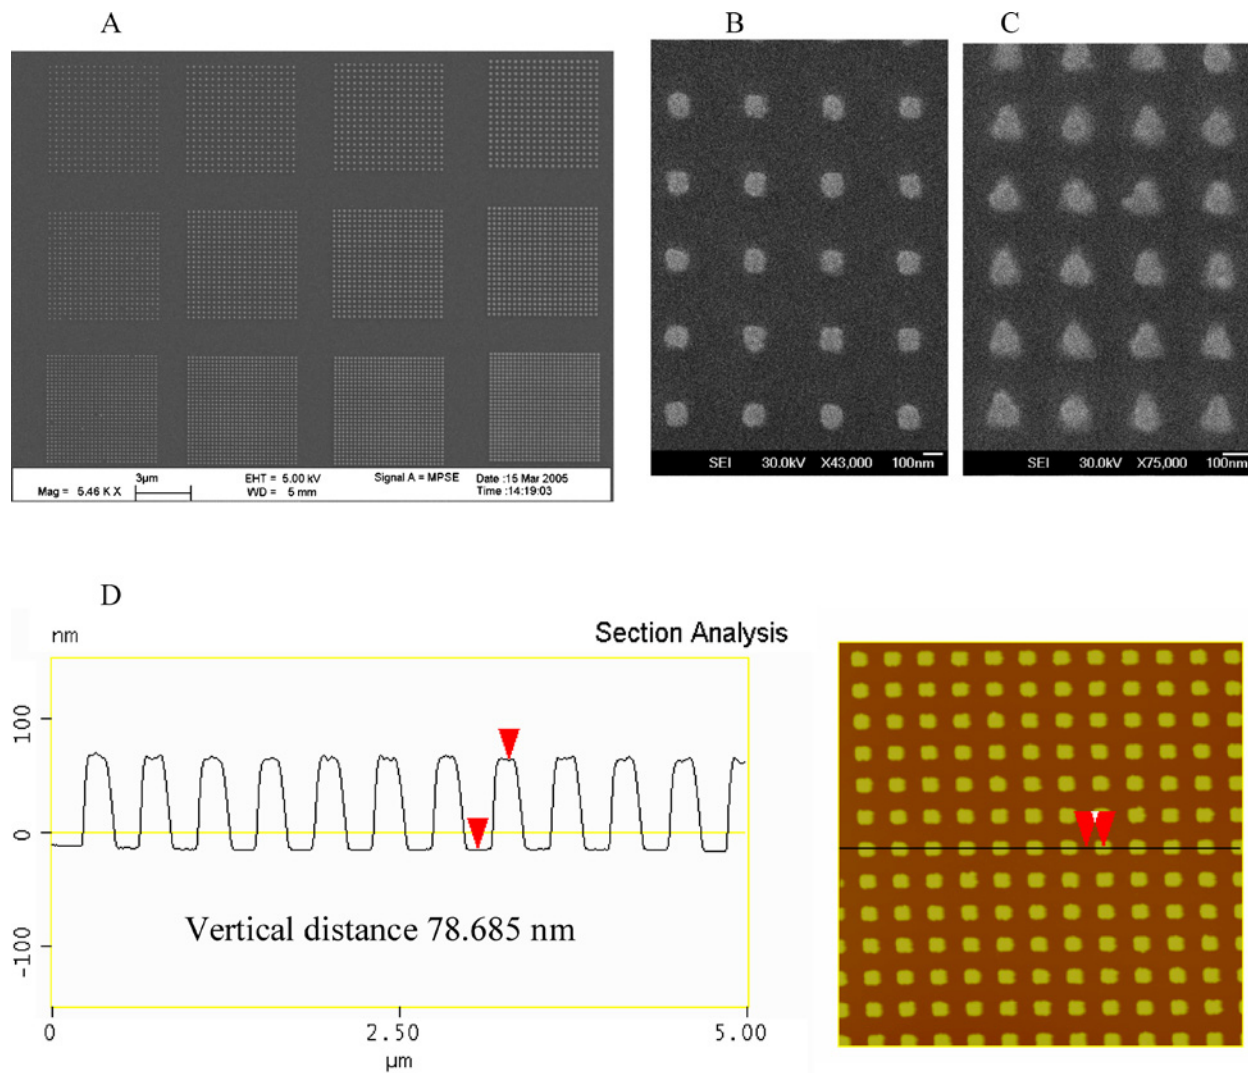 A
B
C
Mag = 5.46 K X
3µm
EHT = 5.00 kV
WD = 5 mm
Signal A = MPSE
Date :15 Mar 2005
Time :14:19:03
SEI 30.0kV X43,000 100nm
SEI 30.0kV X75,000 100nm
D
nm
Section Analysis
100
0
-100
Vertical distance 78.685 nm
0 2.50 5.00
µm